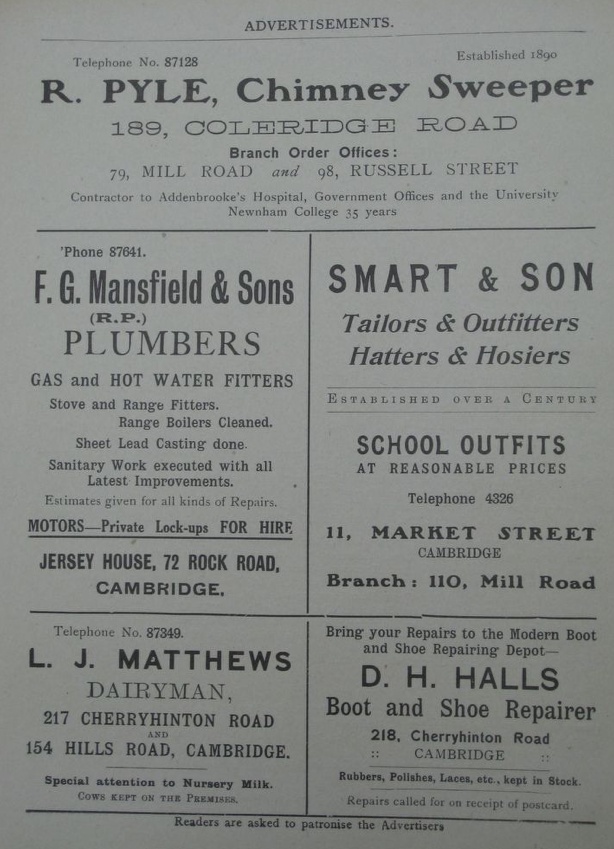 ADVERTISEMENTS.
Telephone No. 87128
Established 1890
R. PYLE, Chimney Sweeper
189, COLERIDGE ROAD
Branch Order Offices:
79, MILL ROAD and 98, RUSSELL STREET
Contractor to Addenbrooke's Hospital, Government Offices and the University
Newnham College 35 years
'Phone 87641.
F. G. Mansfield & Sons
(R.P.)
PLUMBERS
GAS and HOT WATER FITTERS
Stove and Range Fitters.
Range Boilers Cleaned.
Sheet Lead Casting done.
Sanitary Work executed with all
Latest Improvements.
Estimates given for all kinds of Repairs.
MOTORS—Private Lock-ups FOR HIRE
JERSEY HOUSE, 72 ROCK ROAD,
CAMBRIDGE.
SMART & SON
Tailors & Outfitters
Hatters & Hosiers
ESTABLISHED OVER A CENTURY
SCHOOL OUTFITS
AT REASONABLE PRICES
Telephone 4326
11, MARKET STREET
CAMBRIDGE
Branch: 110, Mill Road
Telephone No. 87349.
L. J. MATTHEWS
DAIRYMAN,
217 CHERRYHINTON ROAD
AND
154 HILLS ROAD, CAMBRIDGE.
Special attention to Nursery Milk.
COWS KEPT ON THE PREMISES.
Bring your Repairs to the Modern Boot
and Shoe Repairing Depot—
D. H. HALLS
Boot and Shoe Repairer
218, Cherryhinton Road
:: CAMBRIDGE ::
Rubbers, Polishes, Laces, etc., kept in Stock.
Repairs called for on receipt of postcard.
Readers are asked to patronise the Advertisers